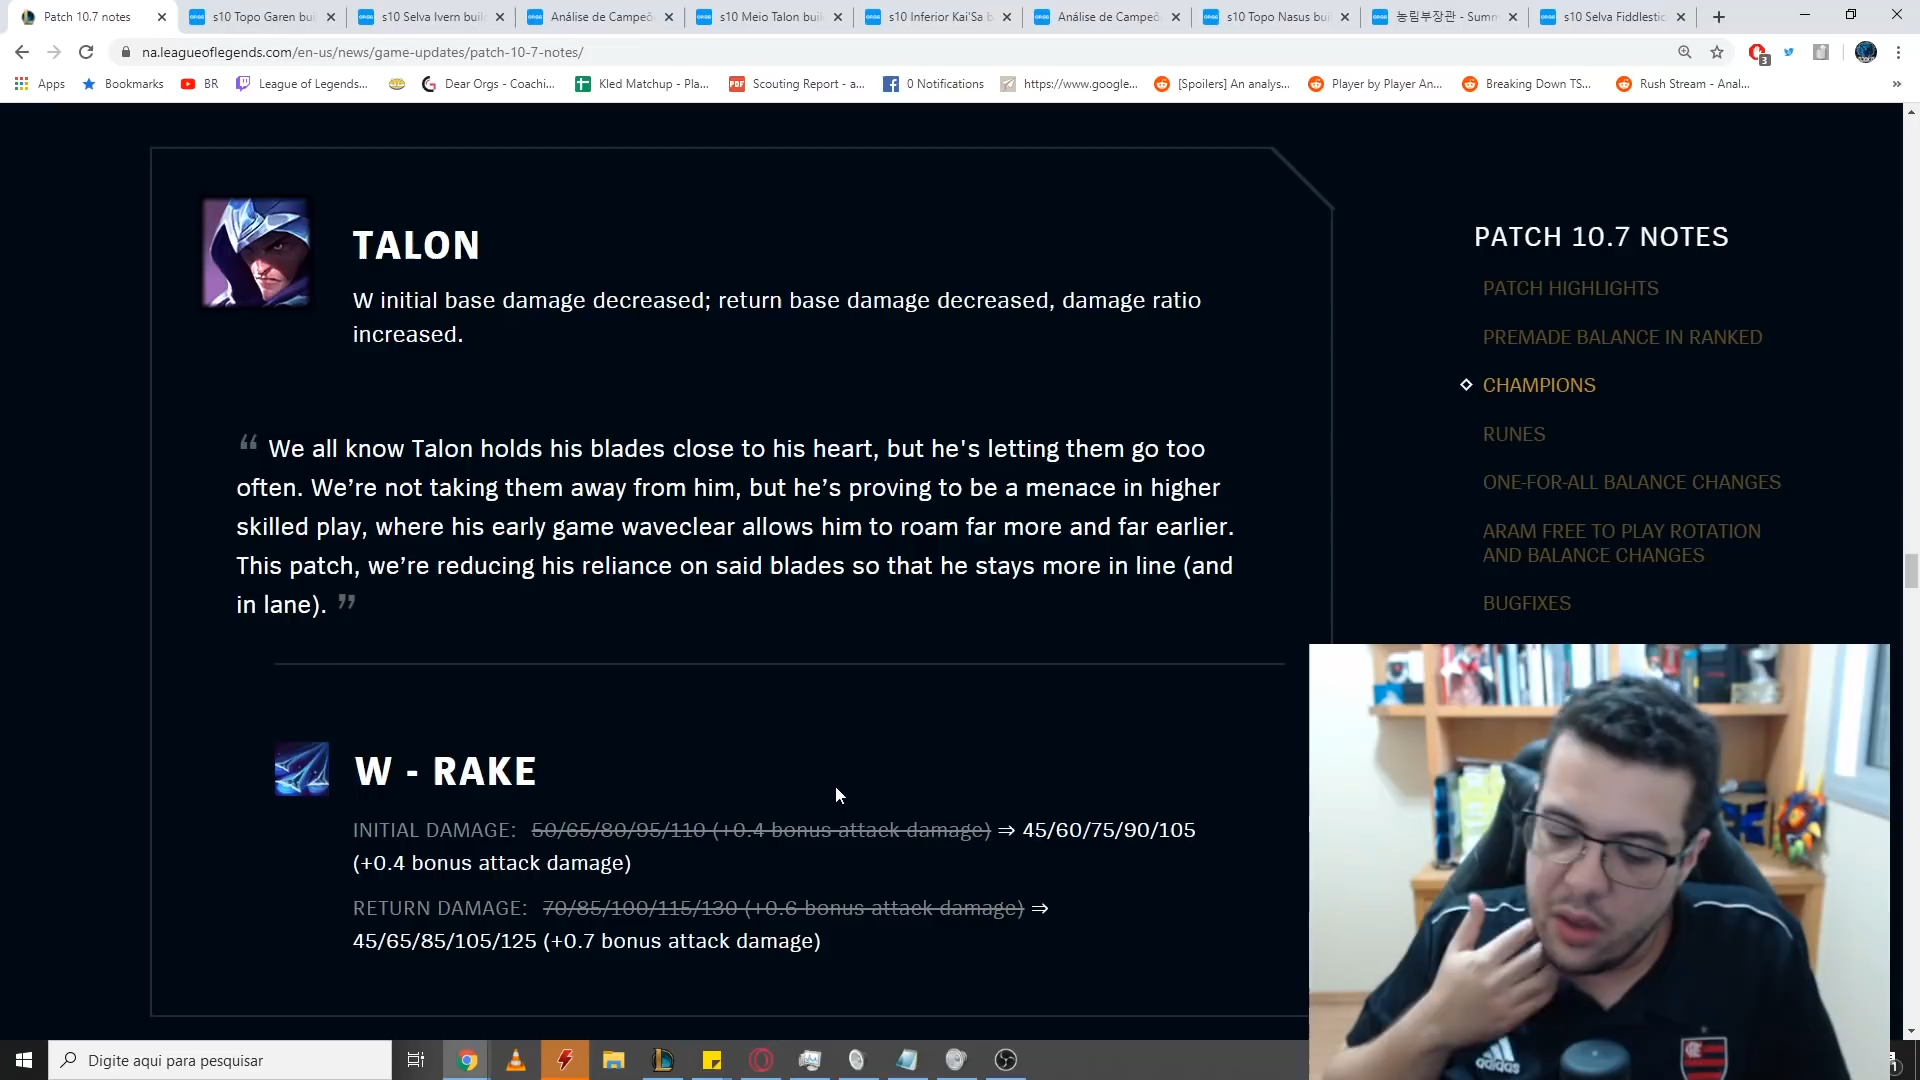 Patch 10.7 notes
s10 Topo Garen bui
s10 Selva Ivern buil
Análise de Campeõ
s10 Meio Talon buil
s10 Inferior Kai'Sa b
Análise de Campeõ
s10 Topo Nasus bui
농림부장관 - Summ
s10 Selva Fiddlestic
na.leagueoflegends.com/en-us/news/game-updates/patch-10-7-notes/
3
Apps
Bookmarks
BR
League of Legends...
Dear Orgs - Coachi...
Kled Matchup - Pla...
PDF
Scouting Report - a...
0 Notifications
https://www.google...
[Spoilers] An analys...
Player by Player An...
Breaking Down TS...
Rush Stream - Anal...
»
TALON
W initial base damage decreased; return base damage decreased, damage ratio
increased.
“ We all know Talon holds his blades close to his heart, but he's letting them go too
often. We’re not taking them away from him, but he’s proving to be a menace in higher
skilled play, where his early game waveclear allows him to roam far more and far earlier.
This patch, we’re reducing his reliance on said blades so that he stays more in line (and
in lane). ”
W - RAKE
INITIAL DAMAGE: 50/65/80/95/110 (+0.4 bonus attack damage) ⇒ 45/60/75/90/105
(+0.4 bonus attack damage)
RETURN DAMAGE: 70/85/100/115/130 (+0.6 bonus attack damage) ⇒
45/65/85/105/125 (+0.7 bonus attack damage)
PATCH 10.7 NOTES
PATCH HIGHLIGHTS
PREMADE BALANCE IN RANKED
CHAMPIONS
RUNES
ONE-FOR-ALL BALANCE CHANGES
ARAM FREE TO PLAY ROTATION
AND BALANCE CHANGES
BUGFIXES
adidas
Digite aqui para pesquisar